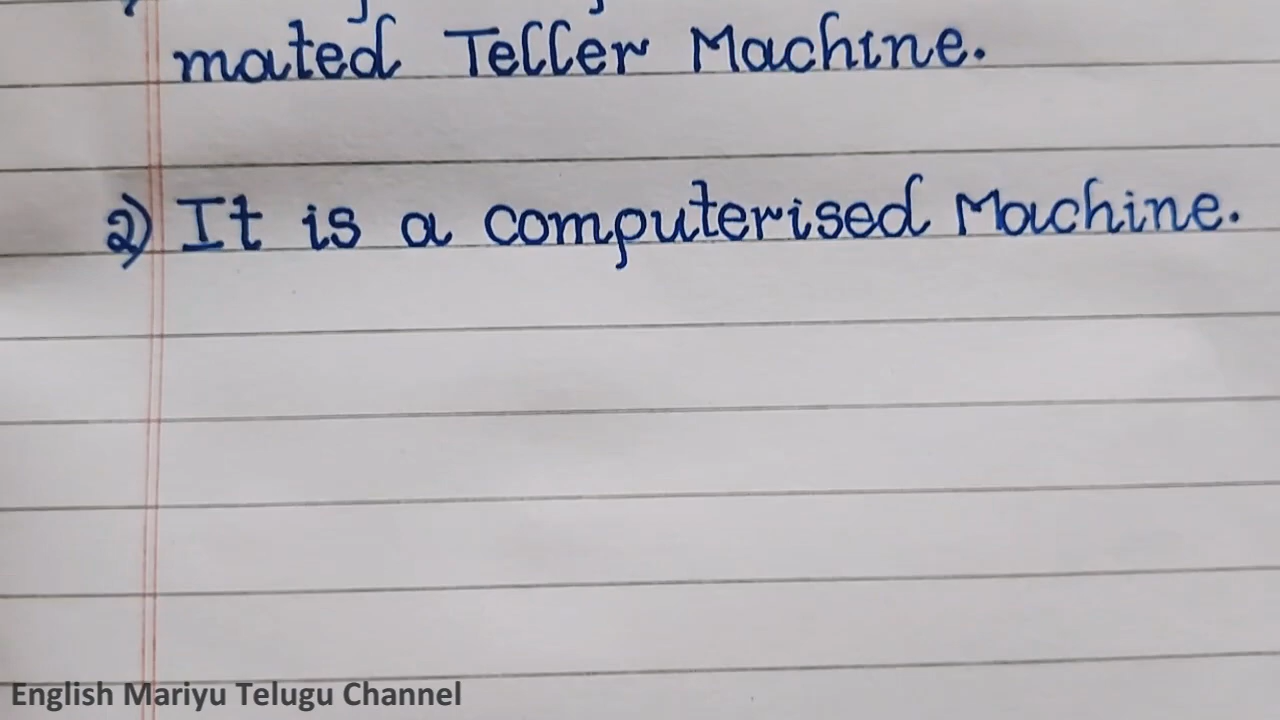 mated Teller Machine.
2) It is a computerised Machine.
English Mariyu Telugu Channel